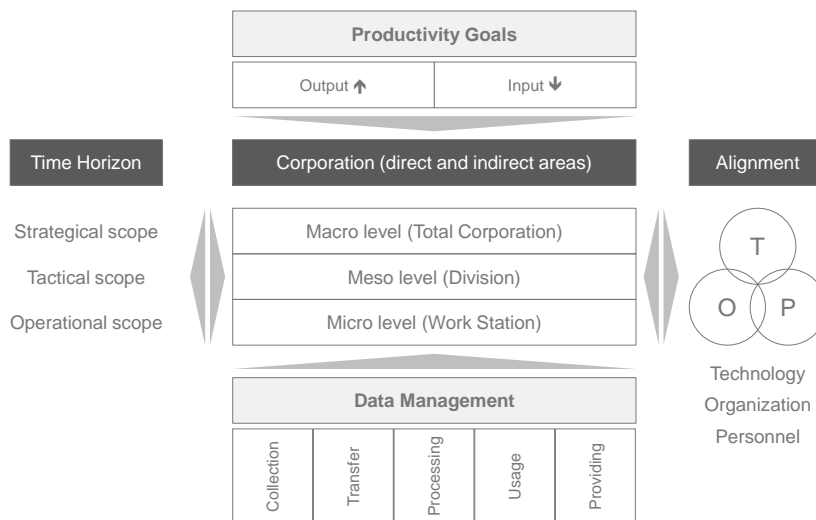 Productivity Goals
Output 🡹
Input 🡻
Time Horizon
Corporation (direct and indirect areas)
Alignment
Strategical scope
Tactical scope
Operational scope
Macro level (Total Corporation)
Meso level (Division)
Micro level (Work Station)
T
O
P
Technology
Organization
Personnel
Data Management
Collection
Transfer
Processing
Usage
Providing